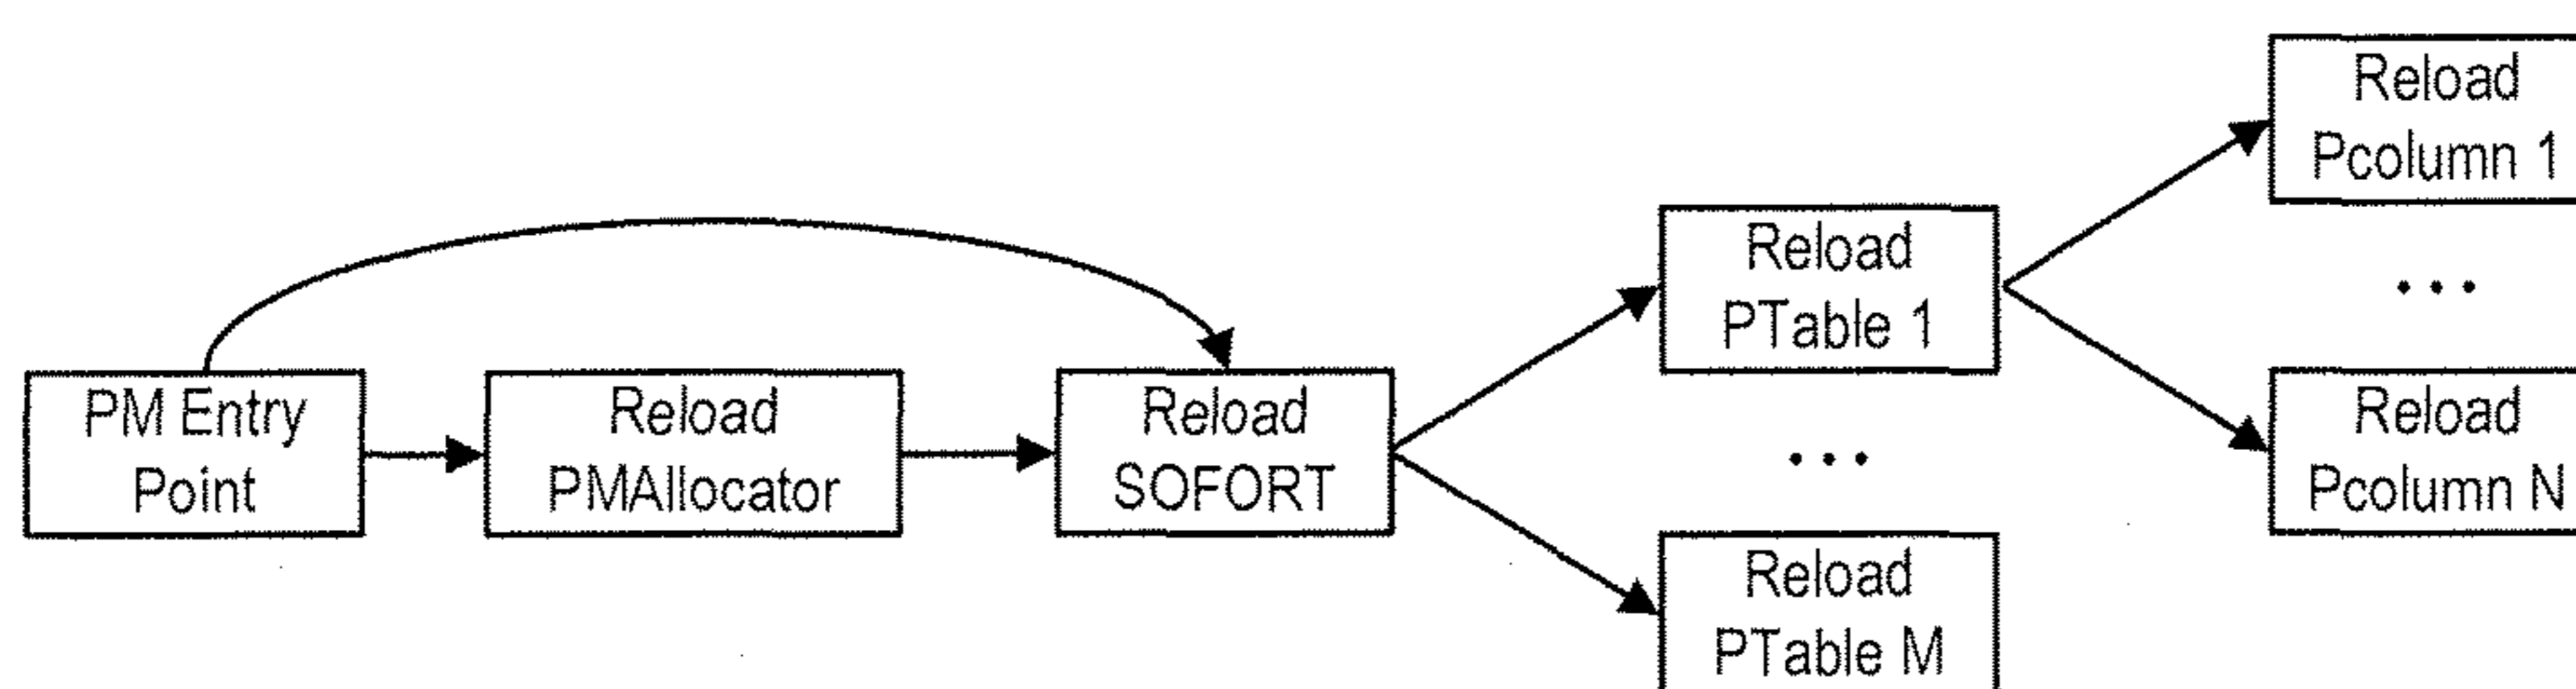 PM Entry
Point
Reload
PMAllocator
Reload
SOFORT
Reload
PTable 1
. . .
Reload
PTable M
Reload
Pcolumn 1
. . .
Reload
Pcolumn N